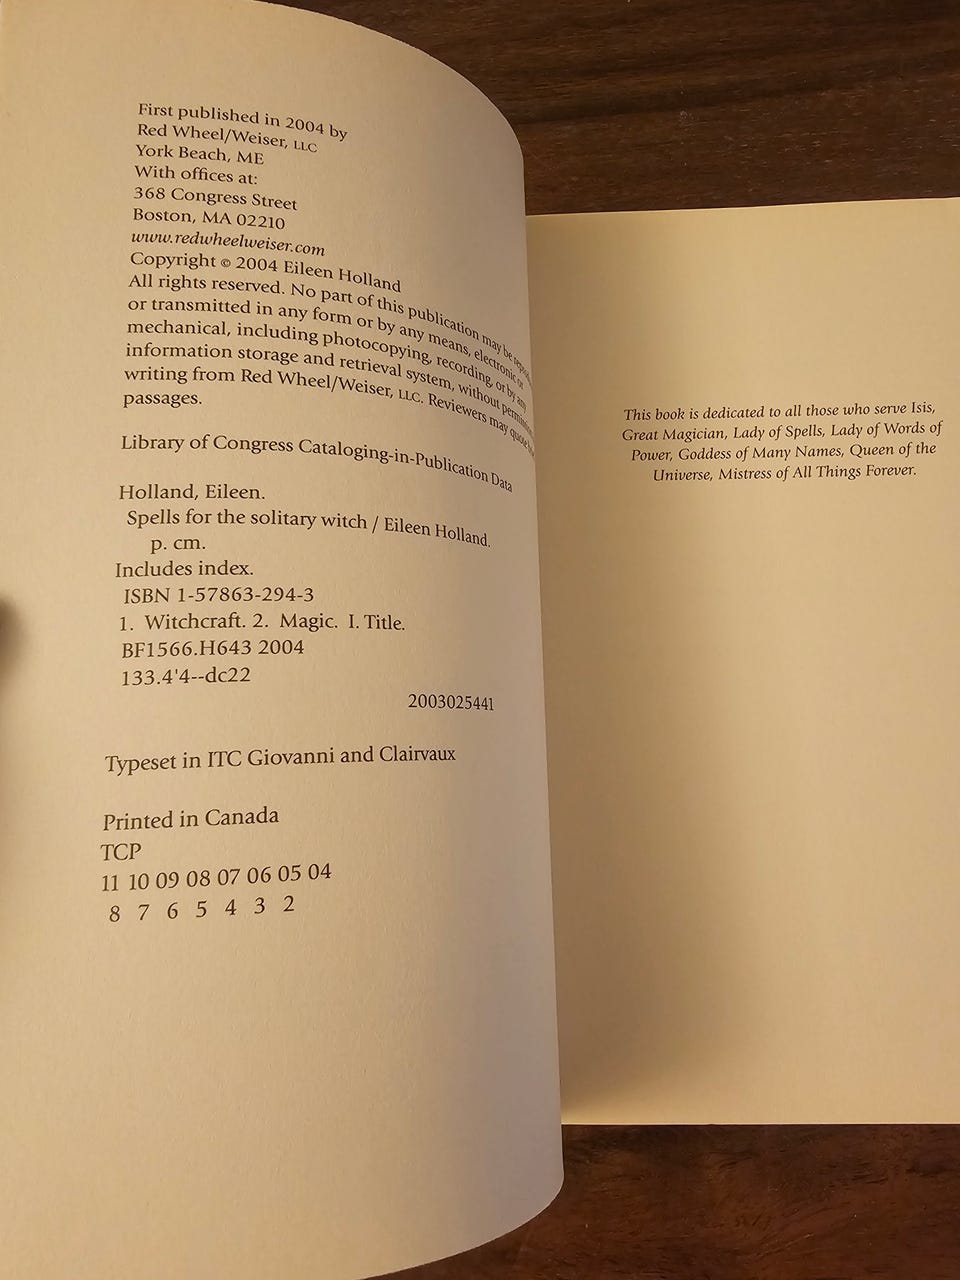 First published in 2004 by
Red Wheel/Weiser, LLC
York Beach, ME
With offices at:
368 Congress Street
Boston, MA 02210
www.redwheelweiser.com
Copyright © 2004 Eileen Holland
All rights reserved. No part of this publication may be
or transmitted in any form or by any means, electronic or
mechanical, including photocopying, recording, or by any
information storage and retrieval system, without
writing from Red Wheel/Weiser, LLC. Reviewers may quote
passages.
Library of Congress Cataloging-in-Publication Data
Holland, Eileen.
Spells for the solitary witch / Eileen Holland.
p. cm.
Includes index.
ISBN 1-57863-294-3
1. Witchcraft. 2. Magic. I. Title.
BF1566.H643 2004
133.4'4--dc22
2003025441
Typeset in ITC Giovanni and Clairvaux
Printed in Canada
TCP
11 10 09 08 07 06 05 04
8 7 6 5 4 3 2
This book is dedicated to all those who serve Isis,
Great Magician, Lady of Spells, Lady of Words of
Power, Goddess of Many Names, Queen of the
Universe, Mistress of All Things Forever.